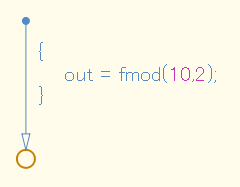 {
out = fmod(10,2);
}